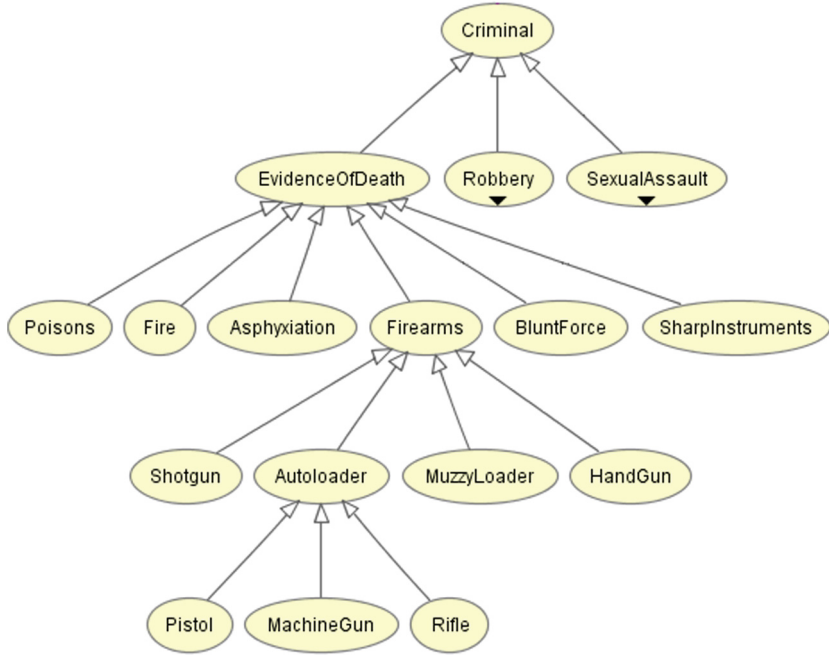 Criminal
EvidenceOfDeath
Robbery
SexualAssault
Poisons
Fire
Asphyxiation
Firearms
BluntForce
SharpInstruments
Shotgun
Autoloader
MuzzyLoader
HandGun
Pistol
MachineGun
Rifle